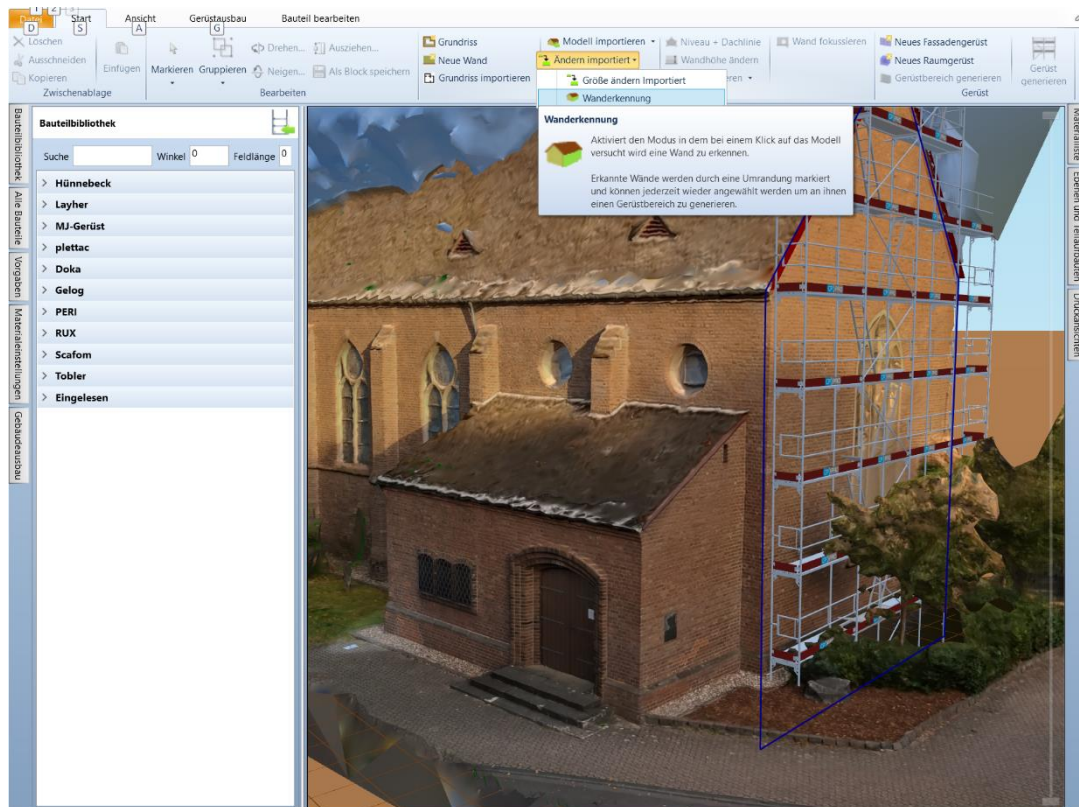 1 2 3
Datei Start Ansicht Gerüstausbau Bauteil bearbeiten
D S A G
Löschen
Ausschneiden
Kopieren
Einfügen
Zwischenablage
Markieren Gruppieren
Drehen...
Neigen...
Ausziehen...
Als Block speichern
Bearbeiten
Grundriss
Neue Wand
Grundriss importieren
Modell importieren
Ändern importiert
Niveau + Dachlinie
Wandhöhe ändern
Wand fokussieren
Neues Fassadengerüst
Neues Raumgerüst
Gerüstbereich generieren
Gerüst
Gerüst
generieren
Größe ändern Importiert
Wanderkennung
Wanderkennung
Aktiviert den Modus in dem bei einem Klick auf das Modell
versucht wird eine Wand zu erkennen.
Erkannte Wände werden durch eine Umrandung markiert
und können jederzeit wieder angewählt werden um an ihnen
einen Gerüstbereich zu generieren.
Bauteilbibliothek
Alle Bauteile
Vorgaben
Materialeinstellungen
Gebäudeausbau
Bauteilbibliothek
Suche Winkel 0 Feldlänge 0
> Hünnebeck
> Layher
> MJ-Gerüst
> plettac
> Doka
> Gelog
> PERI
> RUX
> Scafom
> Tobler
> Eingelesen
Materialliste
Ebenen und Teilaufbauten
Druckansichten